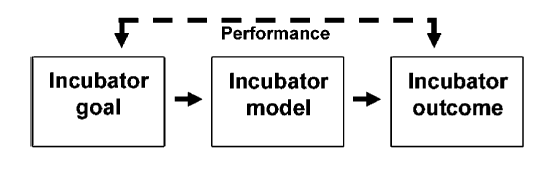 Performance
Incubator
goal
Incubator
model
Incubator
outcome